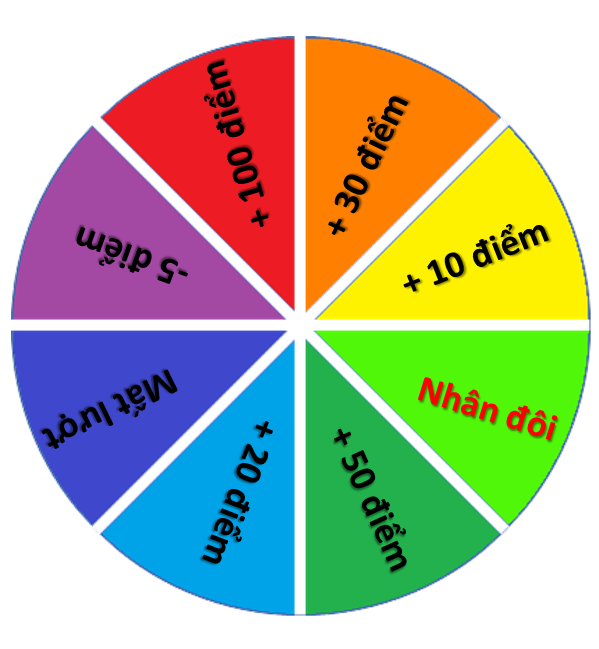 + 100 điểm
+ 30 điểm
+ 10 điểm
Nhân đôi
+ 50 điểm
+ 20 điểm
Mất lượt
-5 điểm